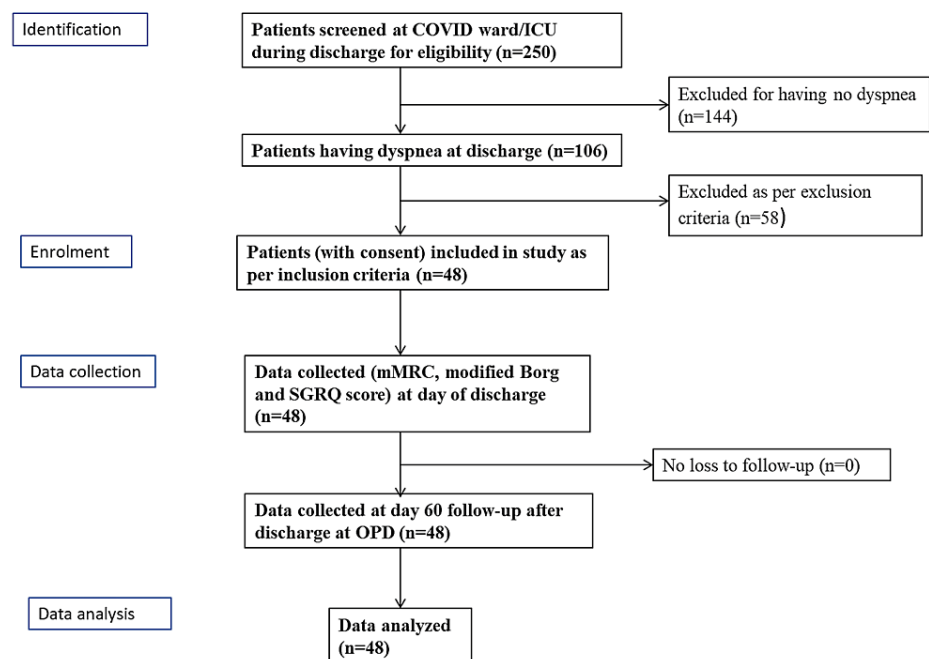 Identification
Patients screened at COVID ward/ICU
during discharge for eligibility (n=250)
Excluded for having no dyspnea
(n=144)
Patients having dyspnea at discharge (n=106)
Excluded as per exclusion
criteria (n=58)
Enrolment
Patients (with consent) included in study as
per inclusion criteria (n=48)
Data collection
Data collected (mMRC, modified Borg
and SGRQ score) at day of discharge
(n=48)
No loss to follow-up (n=0)
Data collected at day 60 follow-up after
discharge at OPD (n=48)
Data analysis
Data analyzed
(n=48)